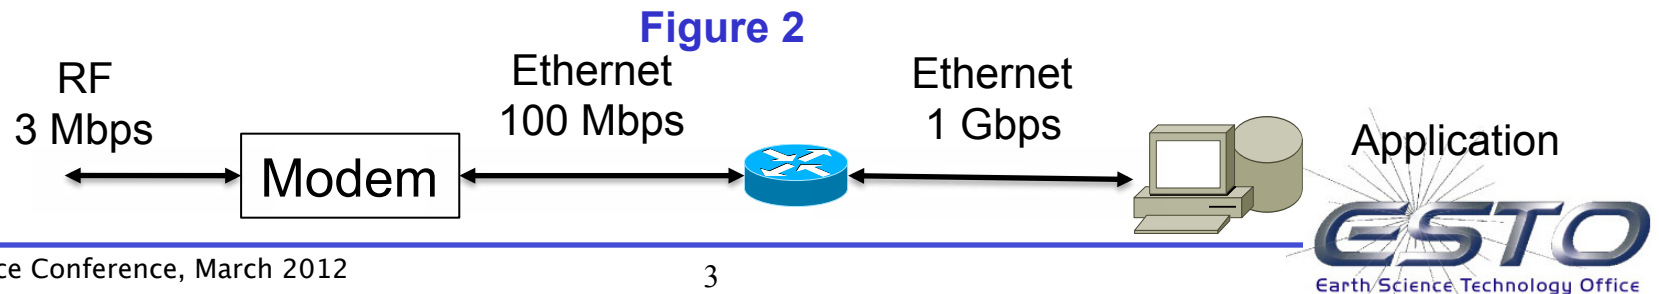 Figure 2
RF
3 Mbps
Modem
Ethernet
100 Mbps
Ethernet
1 Gbps
Application
ce Conference, March 2012
3
ESTO
Earth Science Technology Office